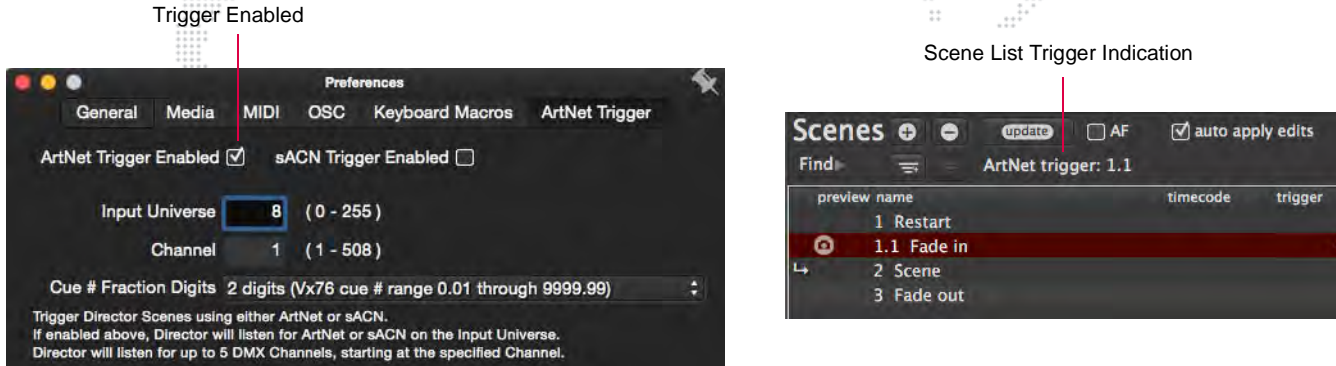 Trigger Enabled
Preferences
General Media MIDI OSC Keyboard Macros ArtNet Trigger
ArtNet Trigger Enabled sACN Trigger Enabled
Input Universe 8 ( 0 - 255 )
Channel 1 ( 1 - 508 )
Cue # Fraction Digits 2 digits (Vx76 cue # range 0.01 through 9999.99)
Trigger Director Scenes using either ArtNet or sACN.
If enabled above, Director will listen for ArtNet or sACN on the Input Universe.
Director will listen for up to 5 DMX Channels, starting at the specified Channel.
Scene List Trigger Indication
Scenes update AF auto apply edits
Find ArtNet trigger: 1.1
preview name timecode trigger
1 Restart
1.1 Fade in
2 Scene
3 Fade out